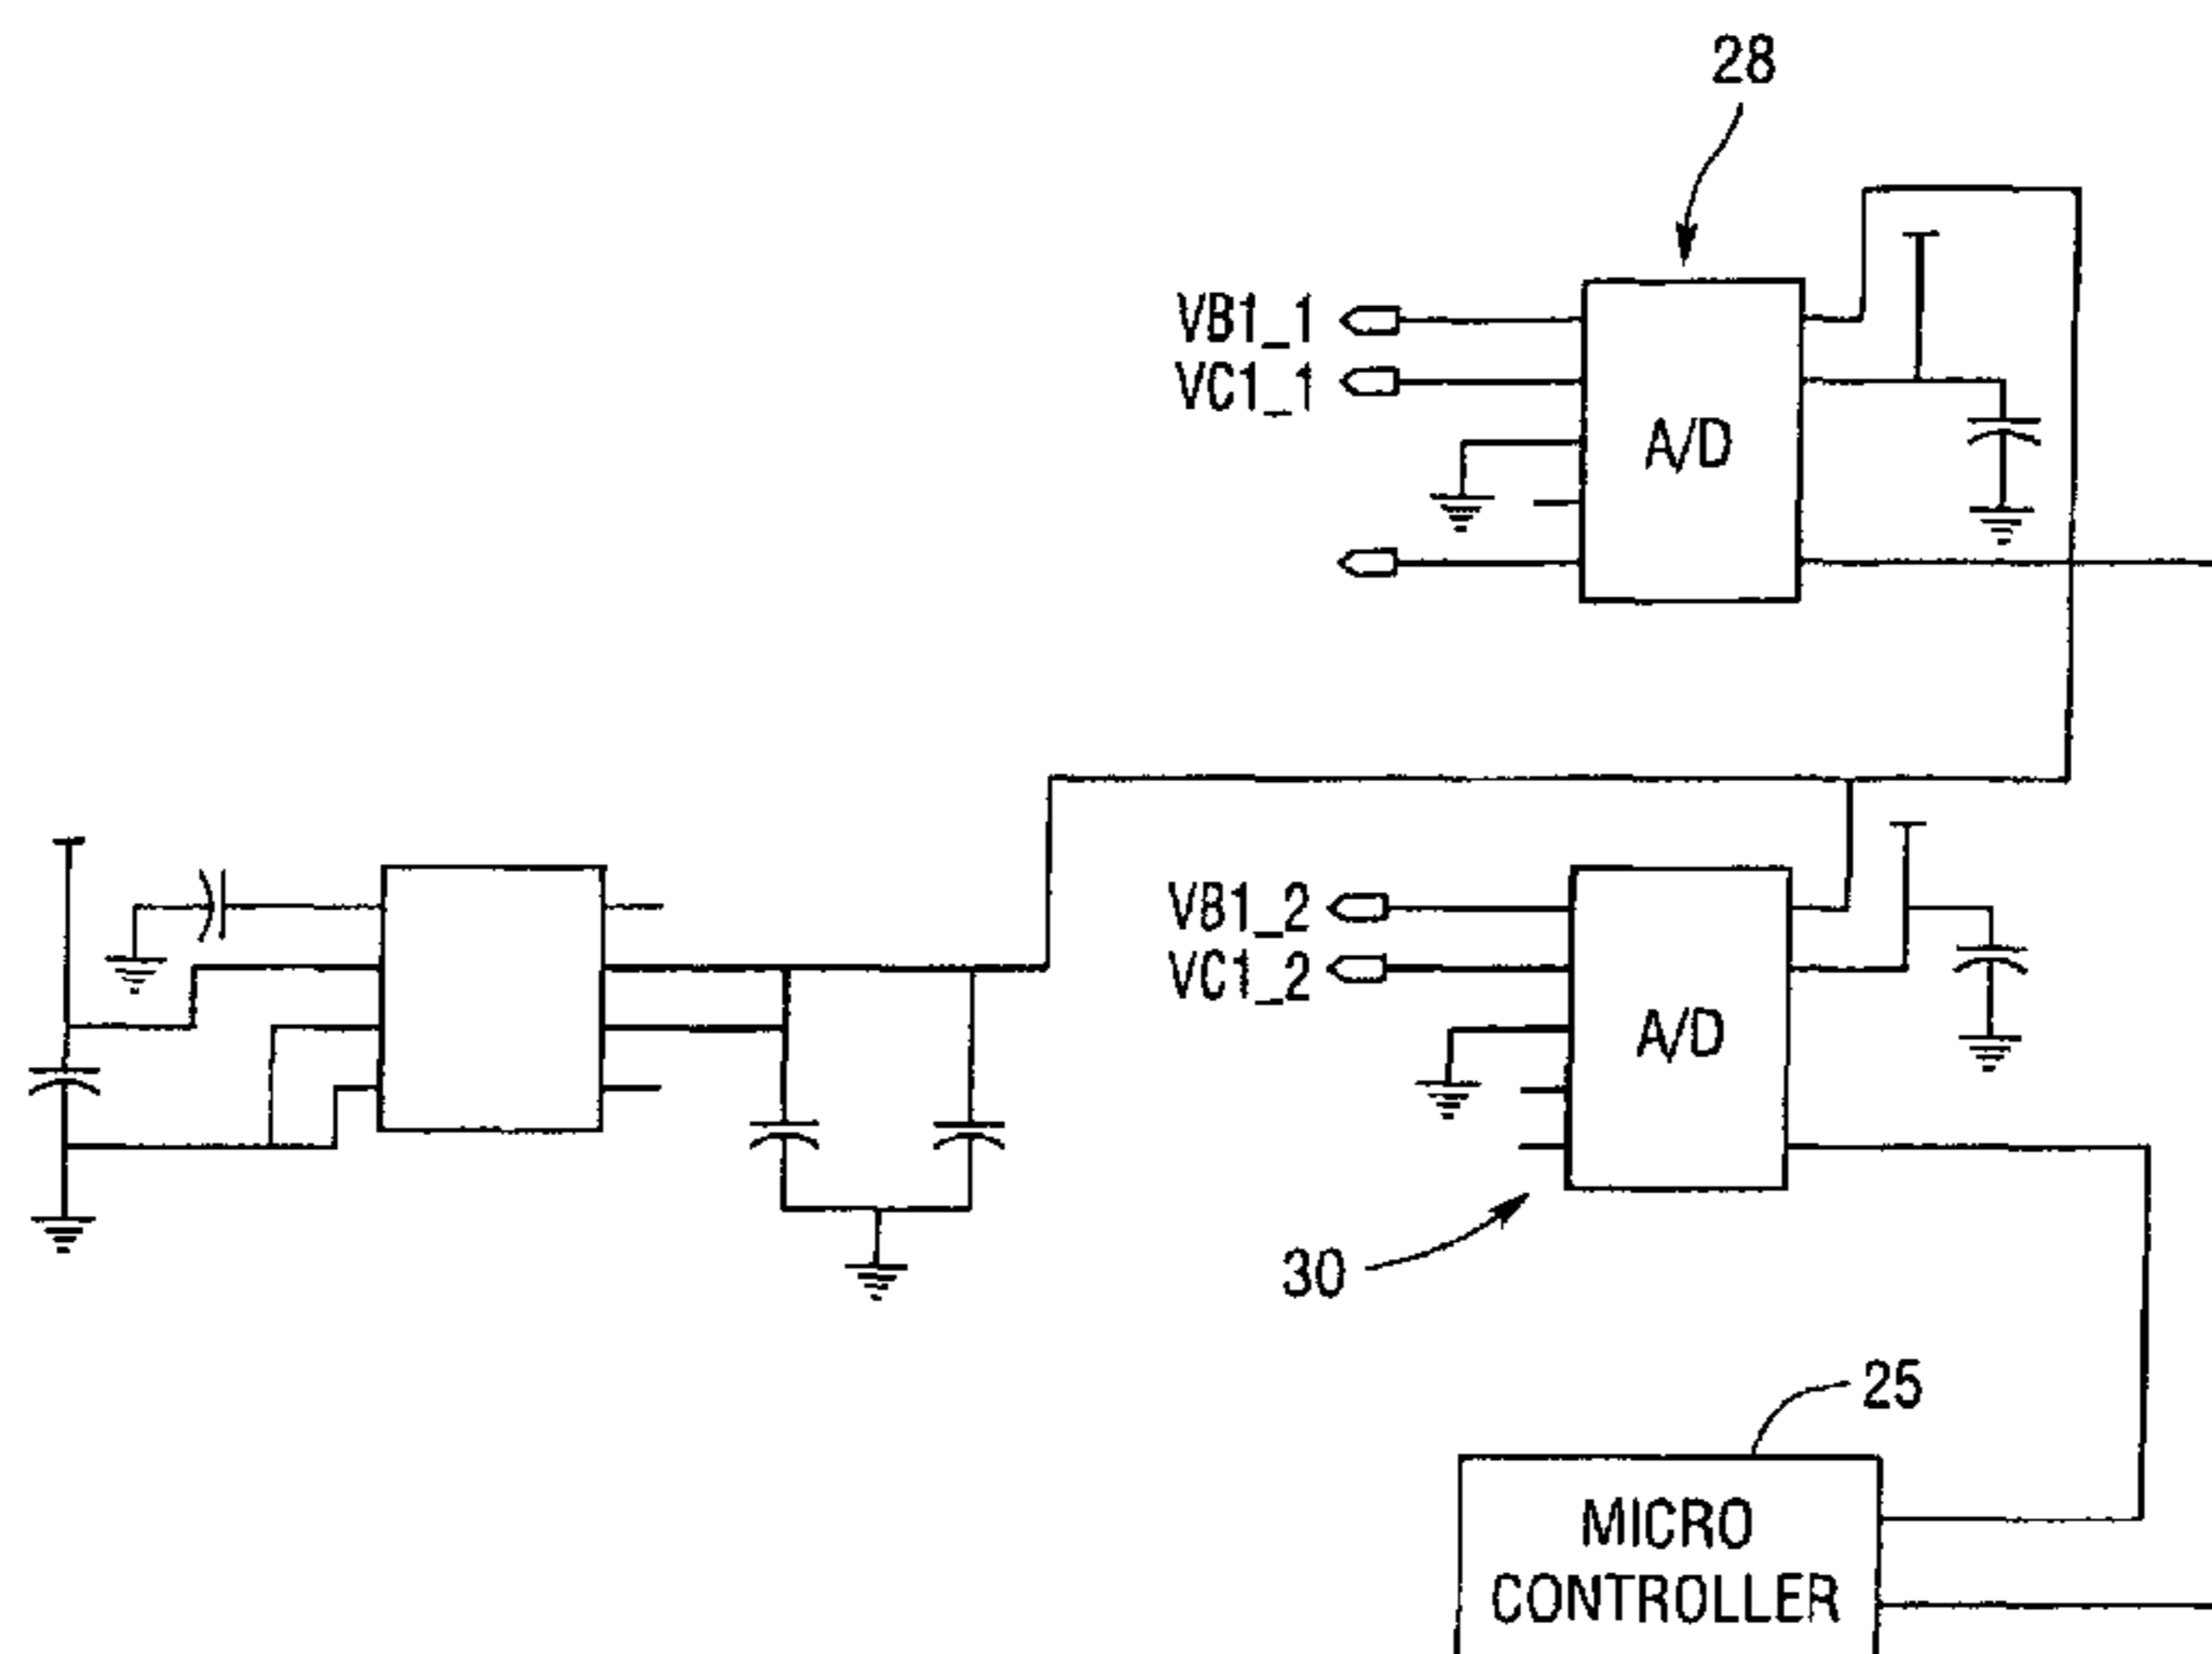 28
VB1_1
VC1_1
A/D
VB1_2
VC1_2
A/D
30
25
MICRO
CONTROLLER